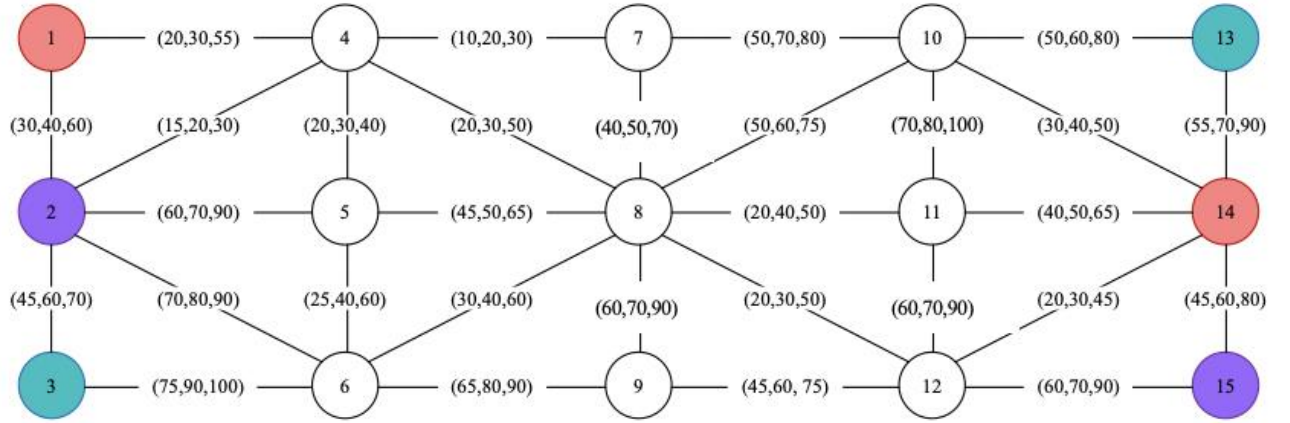 1 (20,30,55) 4 (10,20,30) 7 (50,70,80) 10 (50,60,80) 13
(30,40,60) (15,20,30) (20,30,40) (20,30,50) (40,50,70) (50,60,75) (70,80,100) (30,40,50) (55,70,90)
2 (60,70,90) 5 (45,50,65) 8 (20,40,50) 11 (40,50,65) 14
(45,60,70) (70,80,90) (25,40,60) (30,40,60) (60,70,90) (20,30,50) (60,70,90) (20,30,45) (45,60,80)
3 (75,90,100) 6 (65,80,90) 9 (45,60, 75) 12 (60,70,90) 15